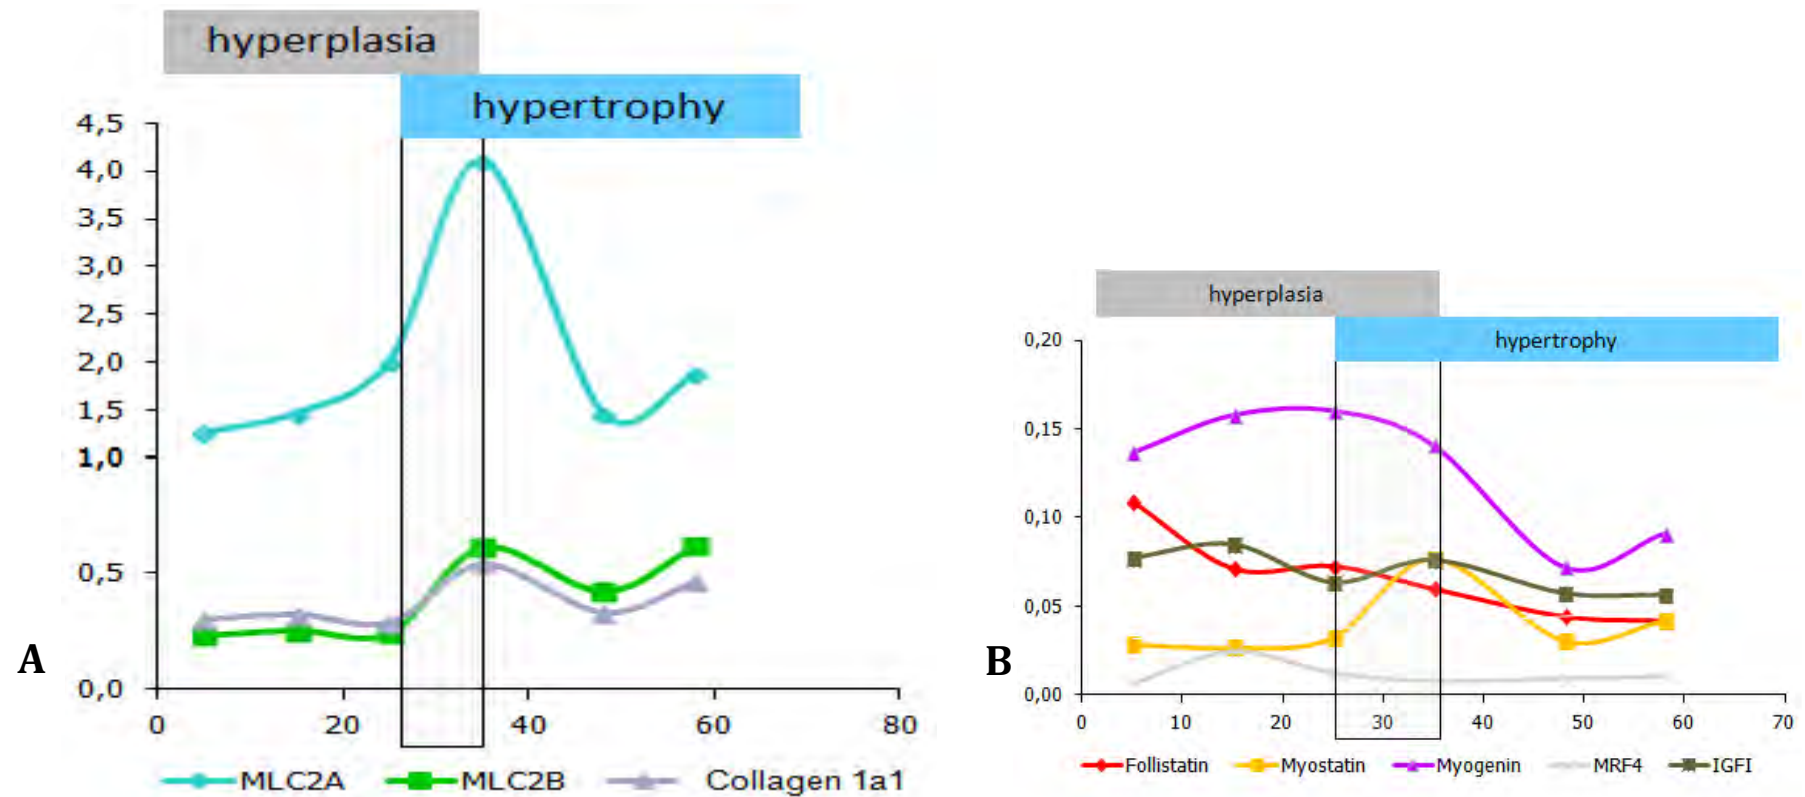 hyperplasia
hypertrophy
4,5
4,0
3,5
3,0
2,5
2,0
1,5
1,0
0,5
0,0
0 20 40 60 80
MLC2A MLC2B Collagen 1a1
A
hyperplasia
hypertrophy
0,20
0,15
0,10
0,05
0,00
0 10 20 30 40 50 60 70
Follistatin Myostatin Myogenin MRF4 IGFI
B